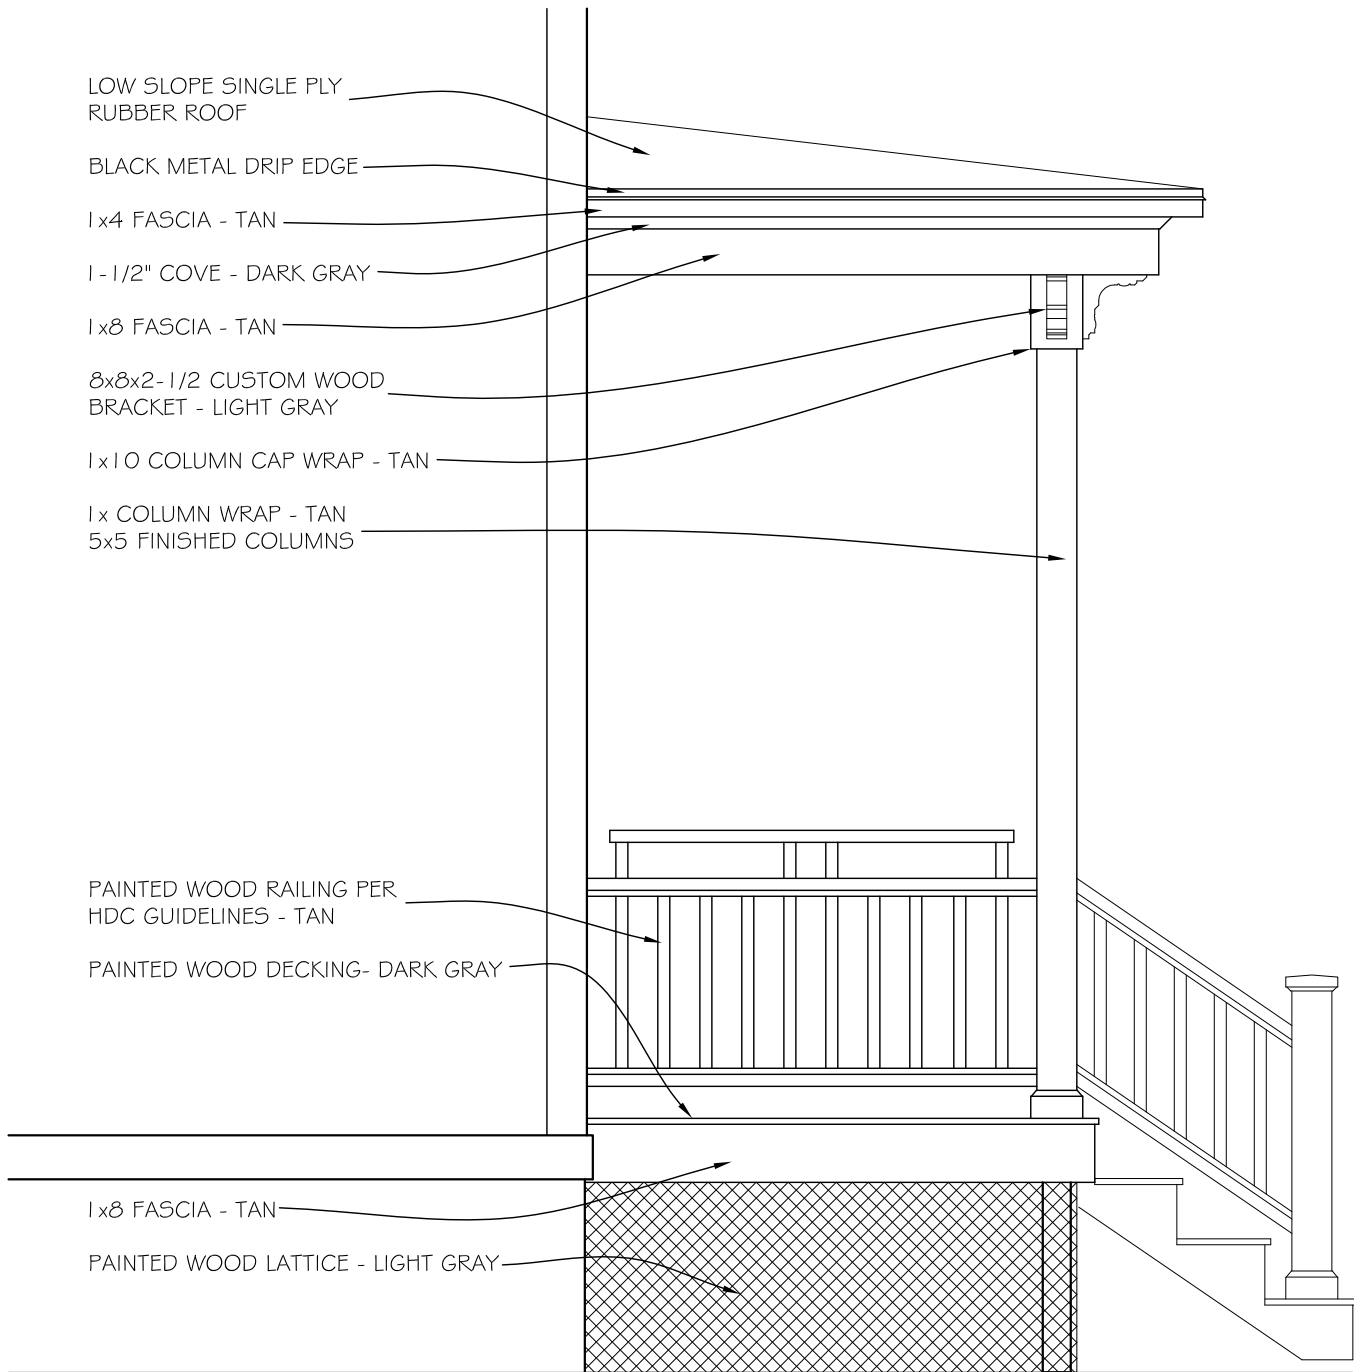 LOW SLOPE SINGLE PLY
RUBBER ROOF
BLACK METAL DRIP EDGE
1x4 FASCIA - TAN
1-1/2" COVE - DARK GRAY
1x8 FASCIA - TAN
8x8x2-1/2 CUSTOM WOOD
BRACKET - LIGHT GRAY
1x10 COLUMN CAP WRAP - TAN
1x COLUMN WRAP - TAN
5x5 FINISHED COLUMNS
PAINTED WOOD RAILING PER
HDC GUIDELINES - TAN
PAINTED WOOD DECKING- DARK GRAY
1x8 FASCIA - TAN
PAINTED WOOD LATTICE - LIGHT GRAY